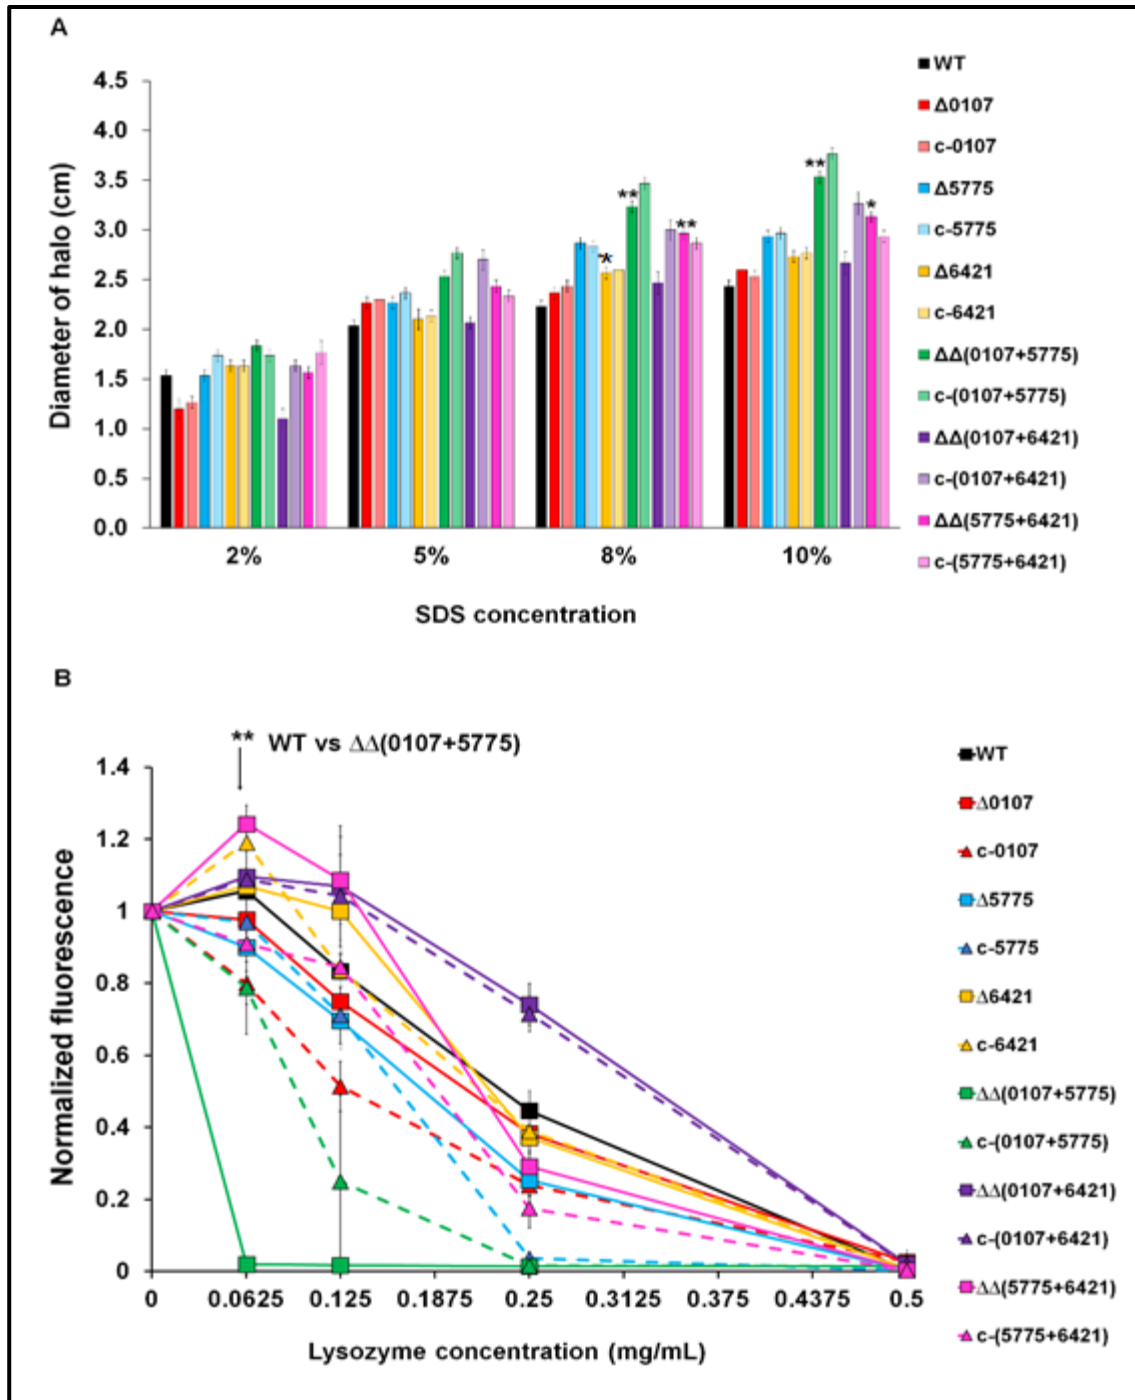 A
4.5
4.0
3.5
3.0
2.5
2.0
1.5
1.0
0.5
0.0
Diameter of halo (cm)
**
*
**
**
*
2%
5%
8%
10%
SDS concentration
WT
Δ0107
c-0107
Δ5775
c-5775
Δ6421
c-6421
ΔΔ(0107+5775)
c-(0107+5775)
ΔΔ(0107+6421)
c-(0107+6421)
ΔΔ(5775+6421)
c-(5775+6421)
B
** WT vs ΔΔ(0107+5775)
1.4
1.2
1
0.8
0.6
0.4
0.2
0
Normalized fluorescence
0
0.0625
0.125
0.1875
0.25
0.3125
0.375
0.4375
0.5
Lysozyme concentration (mg/mL)
WT
Δ0107
c-0107
Δ5775
c-5775
Δ6421
c-6421
ΔΔ(0107+5775)
c-(0107+5775)
ΔΔ(0107+6421)
c-(0107+6421)
ΔΔ(5775+6421)
c-(5775+6421)